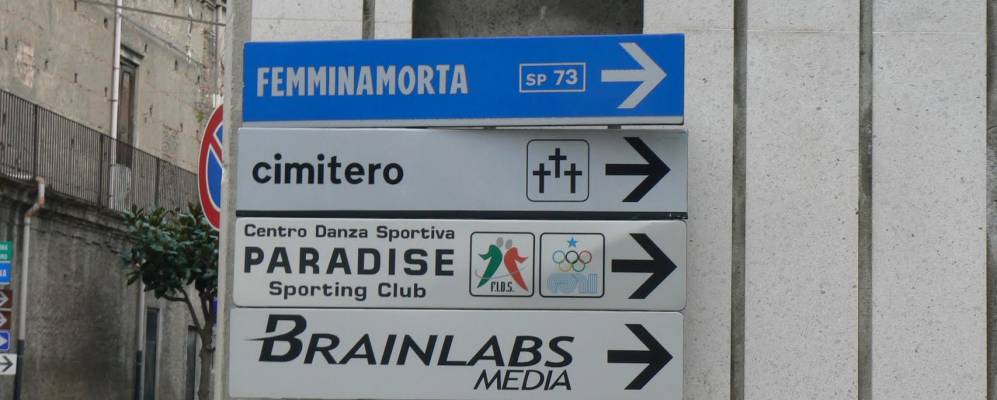 FEMMINAMORTA SP 73
cimitero
Centro Danza Sportiva
PARADISE
Sporting Club
F.I.D.S.
BRAINLABS
MEDIA